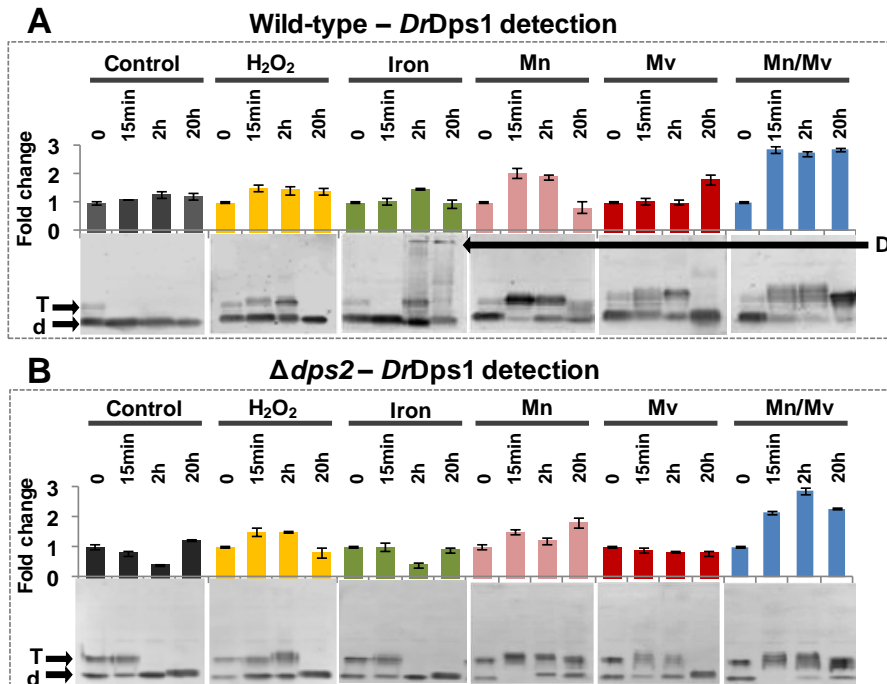 A Wild-type – DrDps1 detection
Control H₂O₂ Iron Mn Mv Mn/Mv
0 15min 2h 20h 0 15min 2h 20h 0 15min 2h 20h 0 15min 2h 20h 0 15min 2h 20h 0 15min 2h 20h
Fold change
3
2
1
0
D
T
d
B Δdps2 – DrDps1 detection
Control H₂O₂ Iron Mn Mv Mn/Mv
0 15min 2h 20h 0 15min 2h 20h 0 15min 2h 20h 0 15min 2h 20h 0 15min 2h 20h 0 15min 2h 20h
Fold change
3
2
1
0
T
d